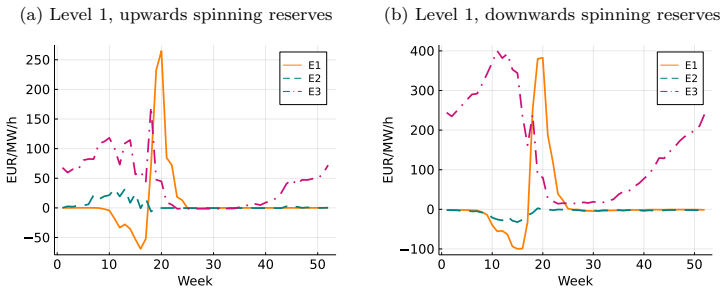 (a) Level 1, upwards spinning reserves
EUR/MW/h
250
200
150
100
50
0
−50
0
10
20
30
40
50
Week
E1
E2
E3
(b) Level 1, downwards spinning reserves
EUR/MW/h
400
300
200
100
0
−100
0
10
20
30
40
50
Week
E1
E2
E3